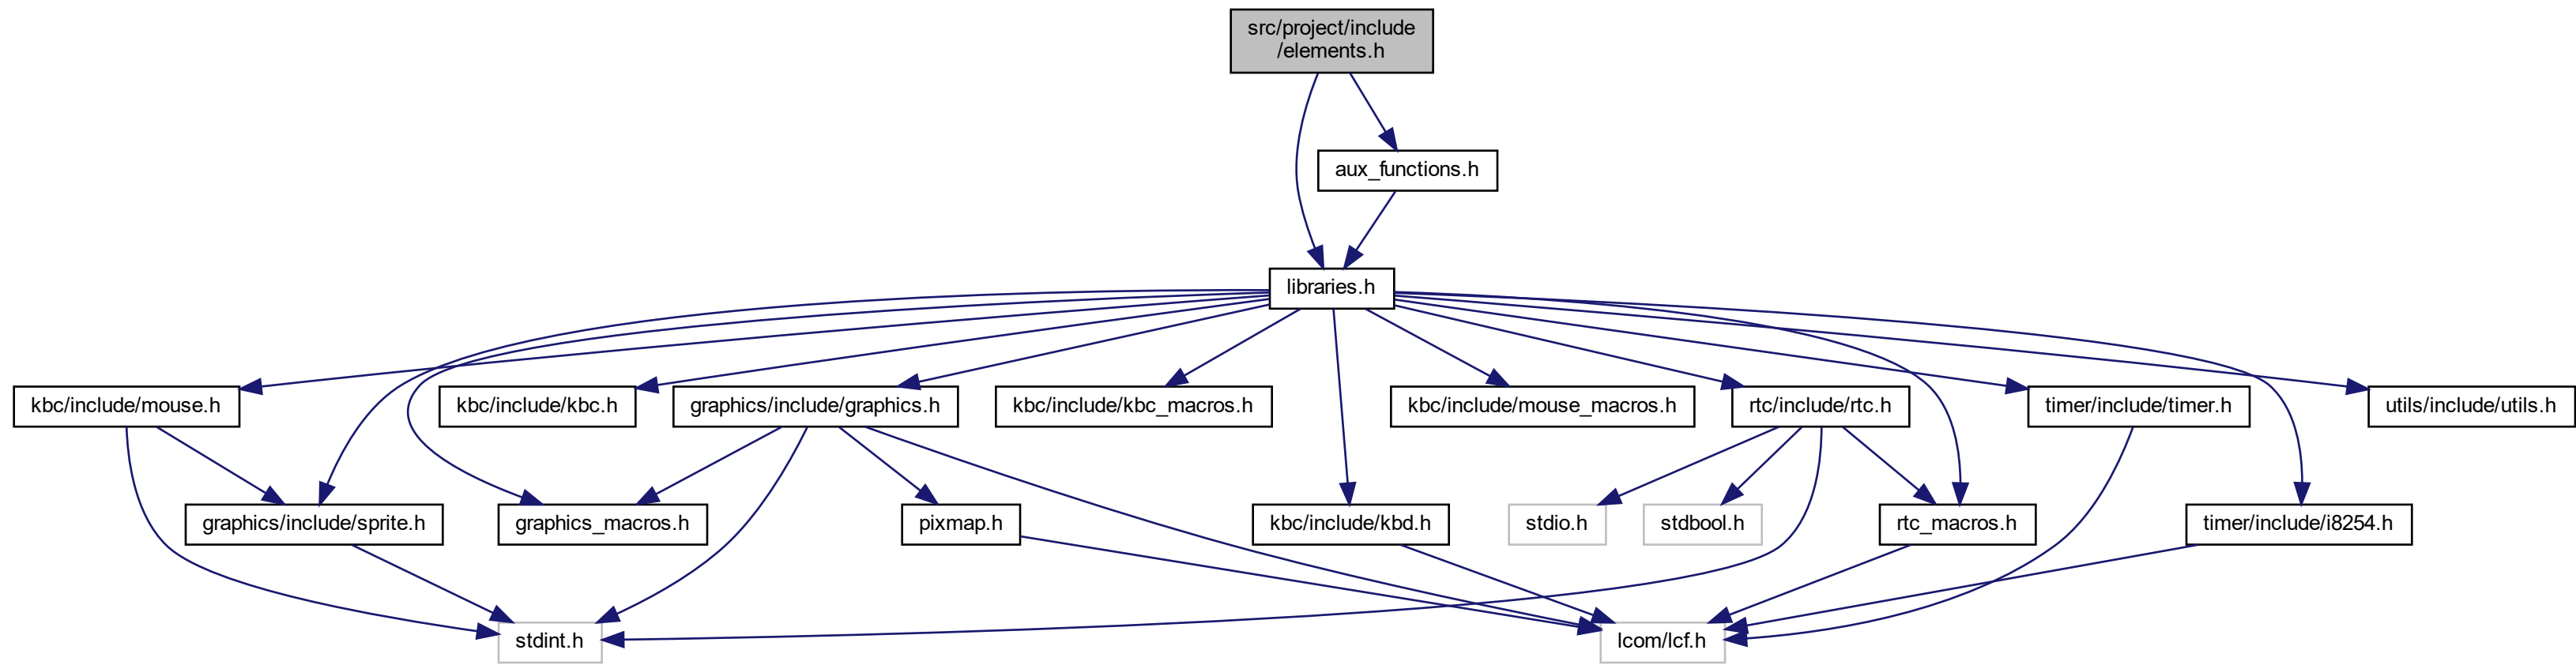 src/project/include
/elements.h
aux_functions.h
libraries.h
kbc/include/mouse.h
kbc/include/kbc.h
graphics/include/graphics.h
kbc/include/kbc_macros.h
kbc/include/mouse_macros.h
rtc/include/rtc.h
timer/include/timer.h
utils/include/utils.h
graphics/include/sprite.h
graphics_macros.h
pixmap.h
kbc/include/kbd.h
stdio.h
stdbool.h
rtc_macros.h
timer/include/i8254.h
stdint.h
lcom/lcf.h